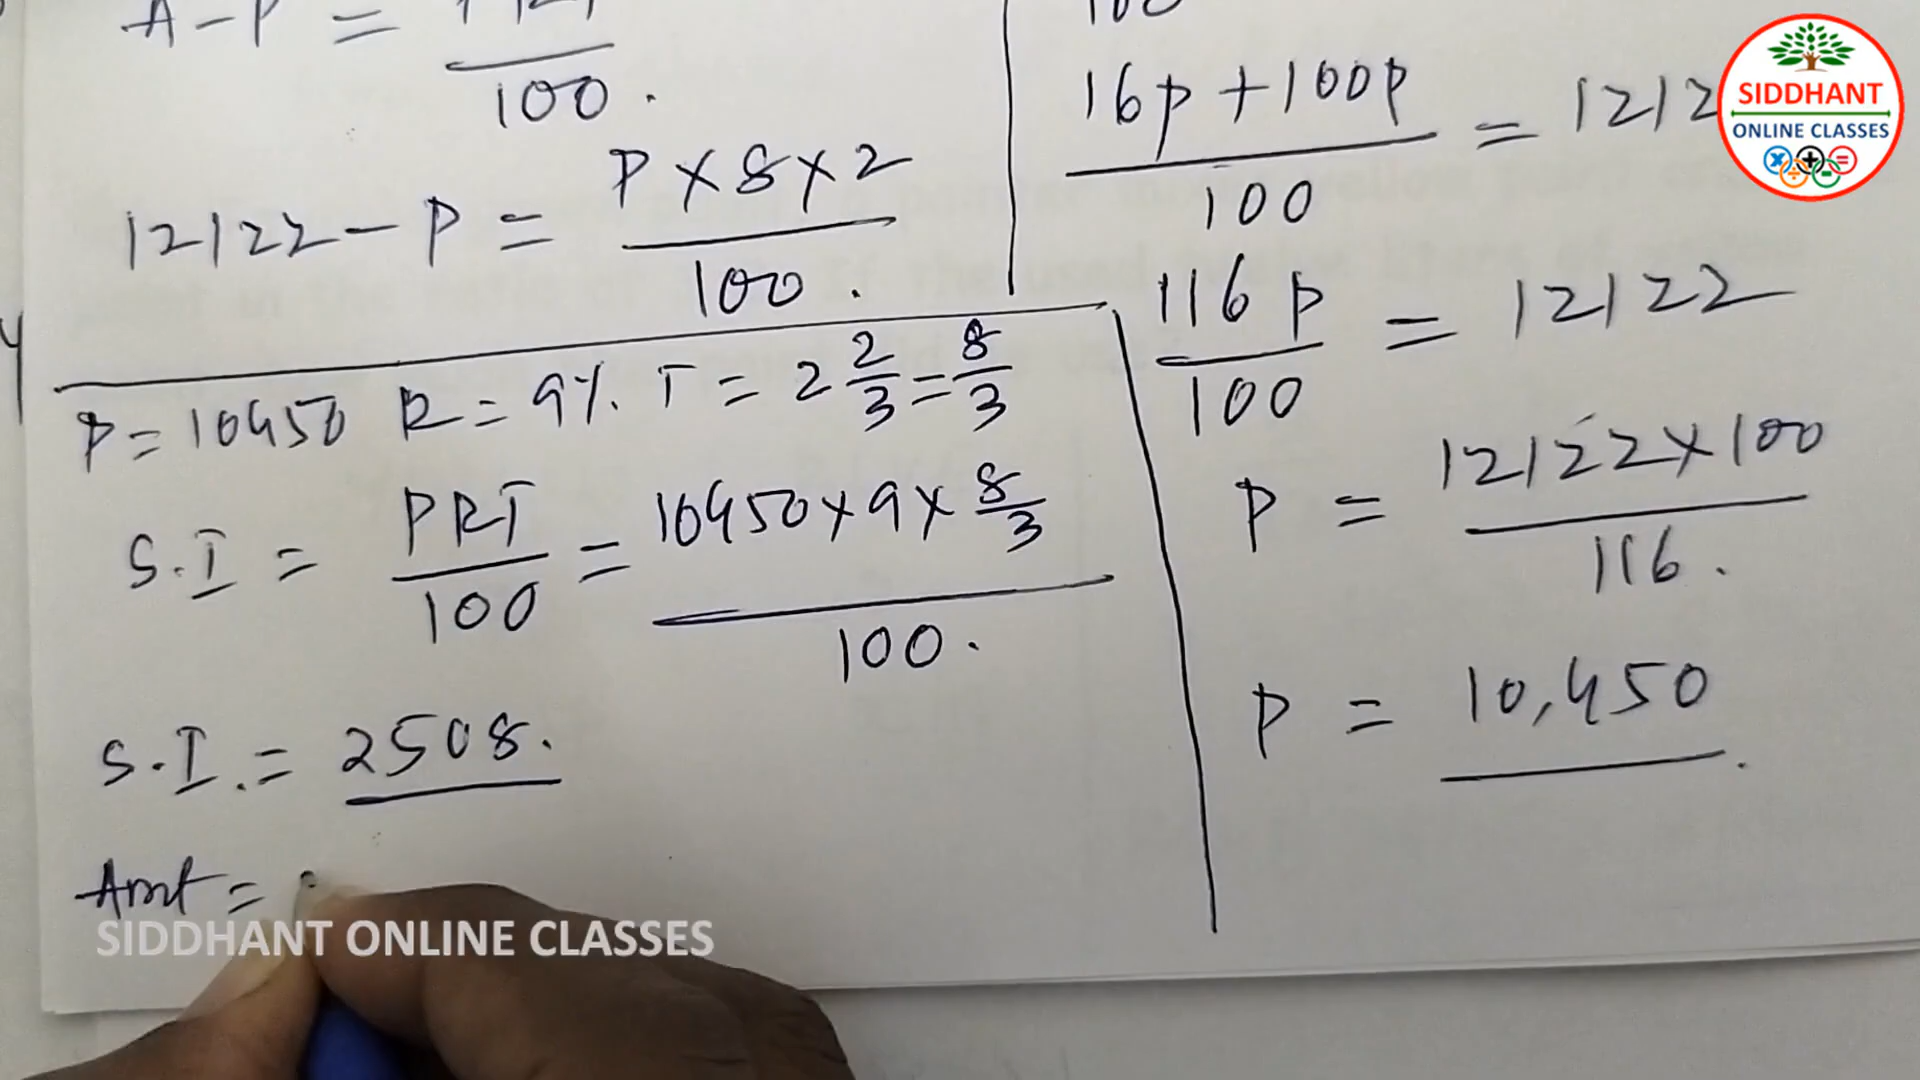 A - P = PRT / 100.
12122 - P = P × 8 × 2 / 100.
P = 10450 R = 9%. T = 2 2/3 = 8/3
S.I = PRT / 100 = 10450 × 9 × 8/3 / 100.
S.I. = 2508.
Amt =
100
16P + 100P / 100 = 1212
116 P / 100 = 12122
P = 12122 × 100 / 116.
P = 10,450.
SIDDHANT
ONLINE CLASSES
SIDDHANT ONLINE CLASSES